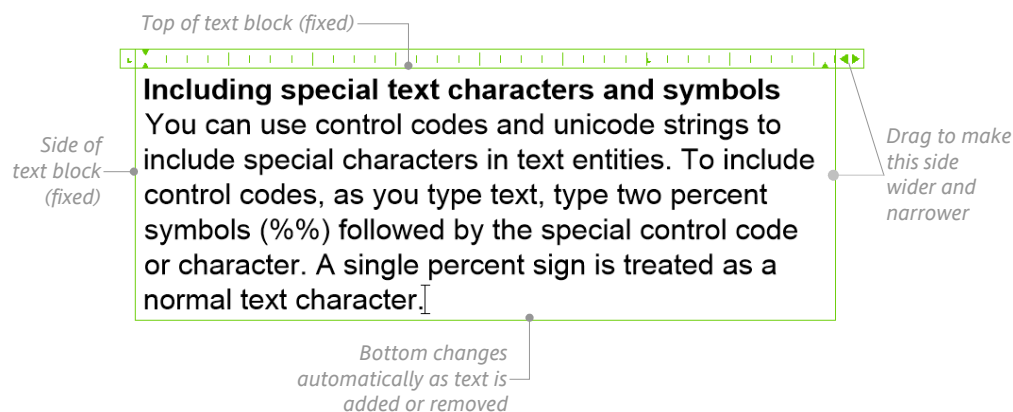 Top of text block (fixed)
Including special text characters and symbols
You can use control codes and unicode strings to
include special characters in text entities. To include
control codes, as you type text, type two percent
symbols (%%) followed by the special control code
or character. A single percent sign is treated as a
normal text character.
Side of
text block
(fixed)
Drag to make
this side
wider and
narrower
Bottom changes
automatically as text is
added or removed